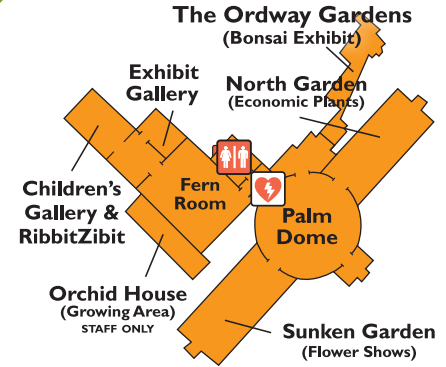 The Ordway Gardens
(Bonsai Exhibit)
Exhibit
Gallery
North Garden
(Economic Plants)
Children's
Gallery &
RibbitZibit
Fern
Room
Palm
Dome
Orchid House
(Growing Area)
STAFF ONLY
Sunken Garden
(Flower Shows)